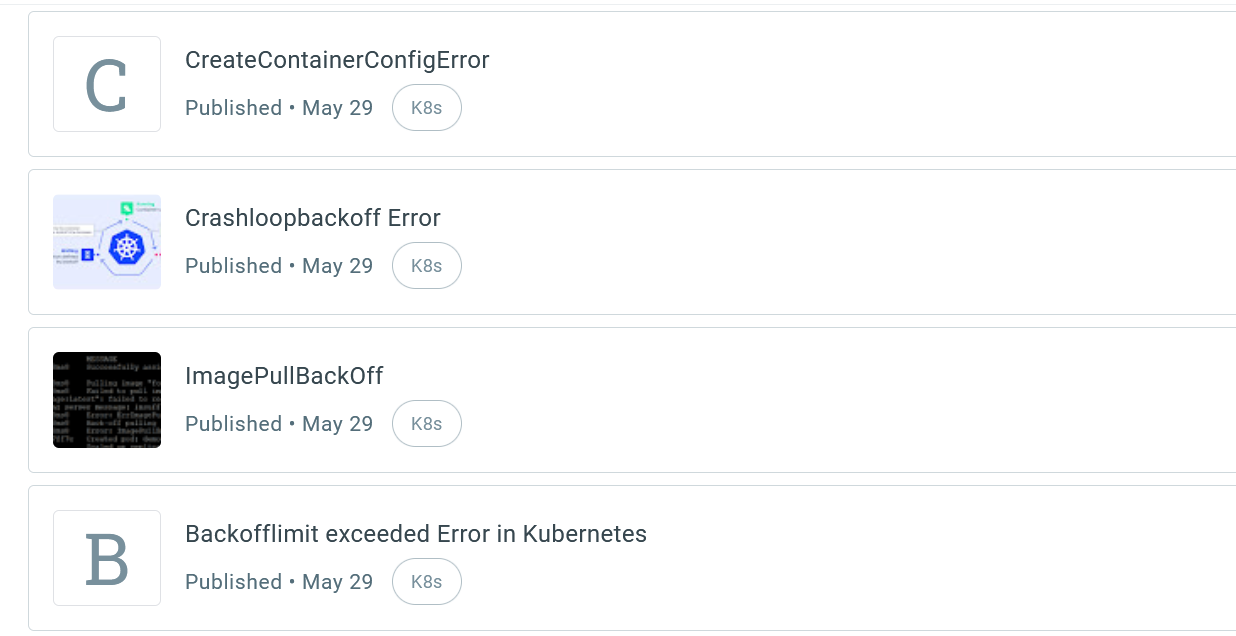 C
CreateContainerConfigError
Published • May 29 K8s
Crashloopbackoff Error
Published • May 29 K8s
MESSAGE
ImagePullBackOff
Published • May 29 K8s
B
Backofflimit exceeded Error in Kubernetes
Published • May 29 K8s